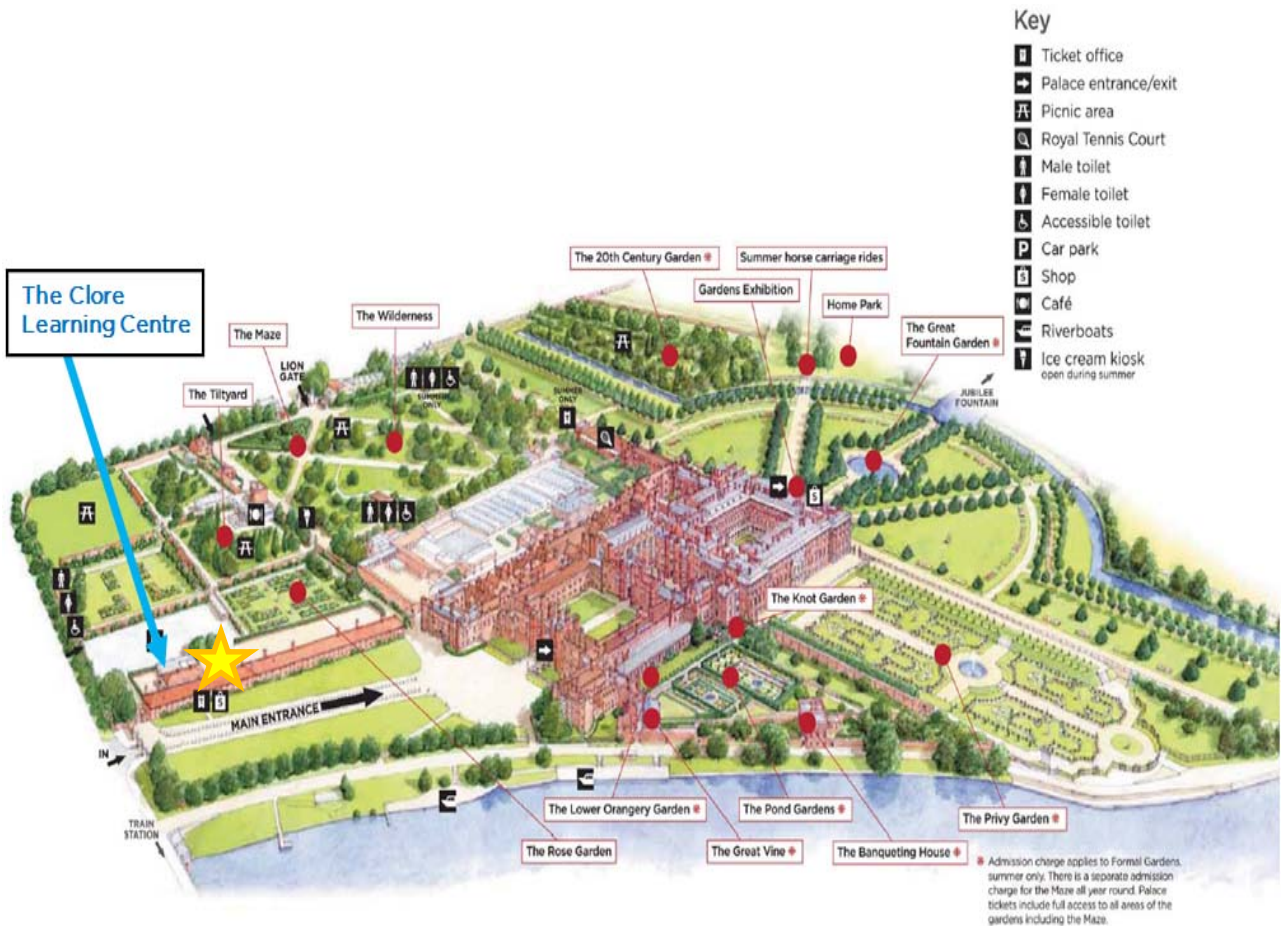 Key
Ticket office
Palace entrance/exit
Picnic area
Royal Tennis Court
Male toilet
Female toilet
Accessible toilet
P
Car park
Shop
Café
Riverboats
Ice cream kiosk
open during summer
The 20th Century Garden *
Summer horse carriage rides
Gardens Exhibition
Home Park
The Great
Fountain Garden *
The Clore
Learning Centre
The Maze
The Wilderness
LION
GATE
SUMMER
ONLY
SUMMER
ONLY
JUBILEE
FOUNTAIN
The Tiltyard
The Knot Garden *
MAIN ENTRANCE
IN
TRAIN
STATION
The Lower Orangery Garden *
The Pond Gardens *
The Privy Garden *
The Rose Garden
The Great Vine *
The Banqueting House *
* Admission charge applies to Formal Gardens,
summer only. There is a separate admission
charge for the Maze all year round. Palace
tickets include full access to all areas of the
gardens including the Maze.